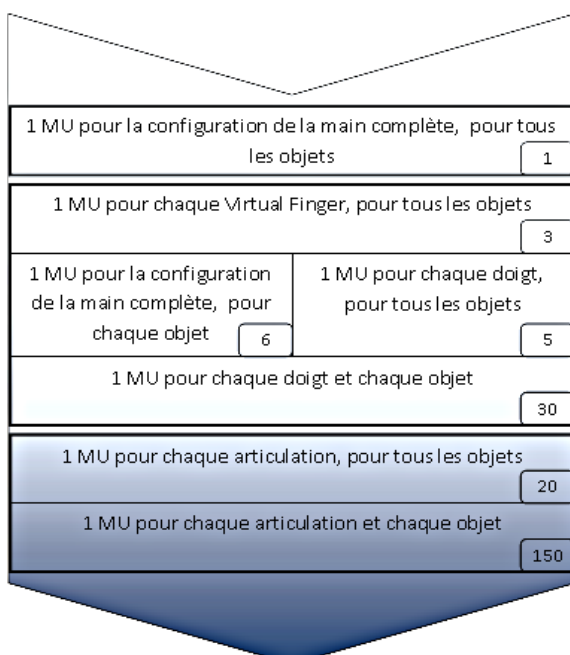 1 MU pour la configuration de la main complète, pour tous
les objets
1
1 MU pour chaque Virtual Finger, pour tous les objets
3
1 MU pour la configuration
de la main complète, pour
chaque objet
6
1 MU pour chaque doigt,
pour tous les objets
5
1 MU pour chaque doigt et chaque objet
30
1 MU pour chaque articulation, pour tous les objets
20
1 MU pour chaque articulation et chaque objet
150